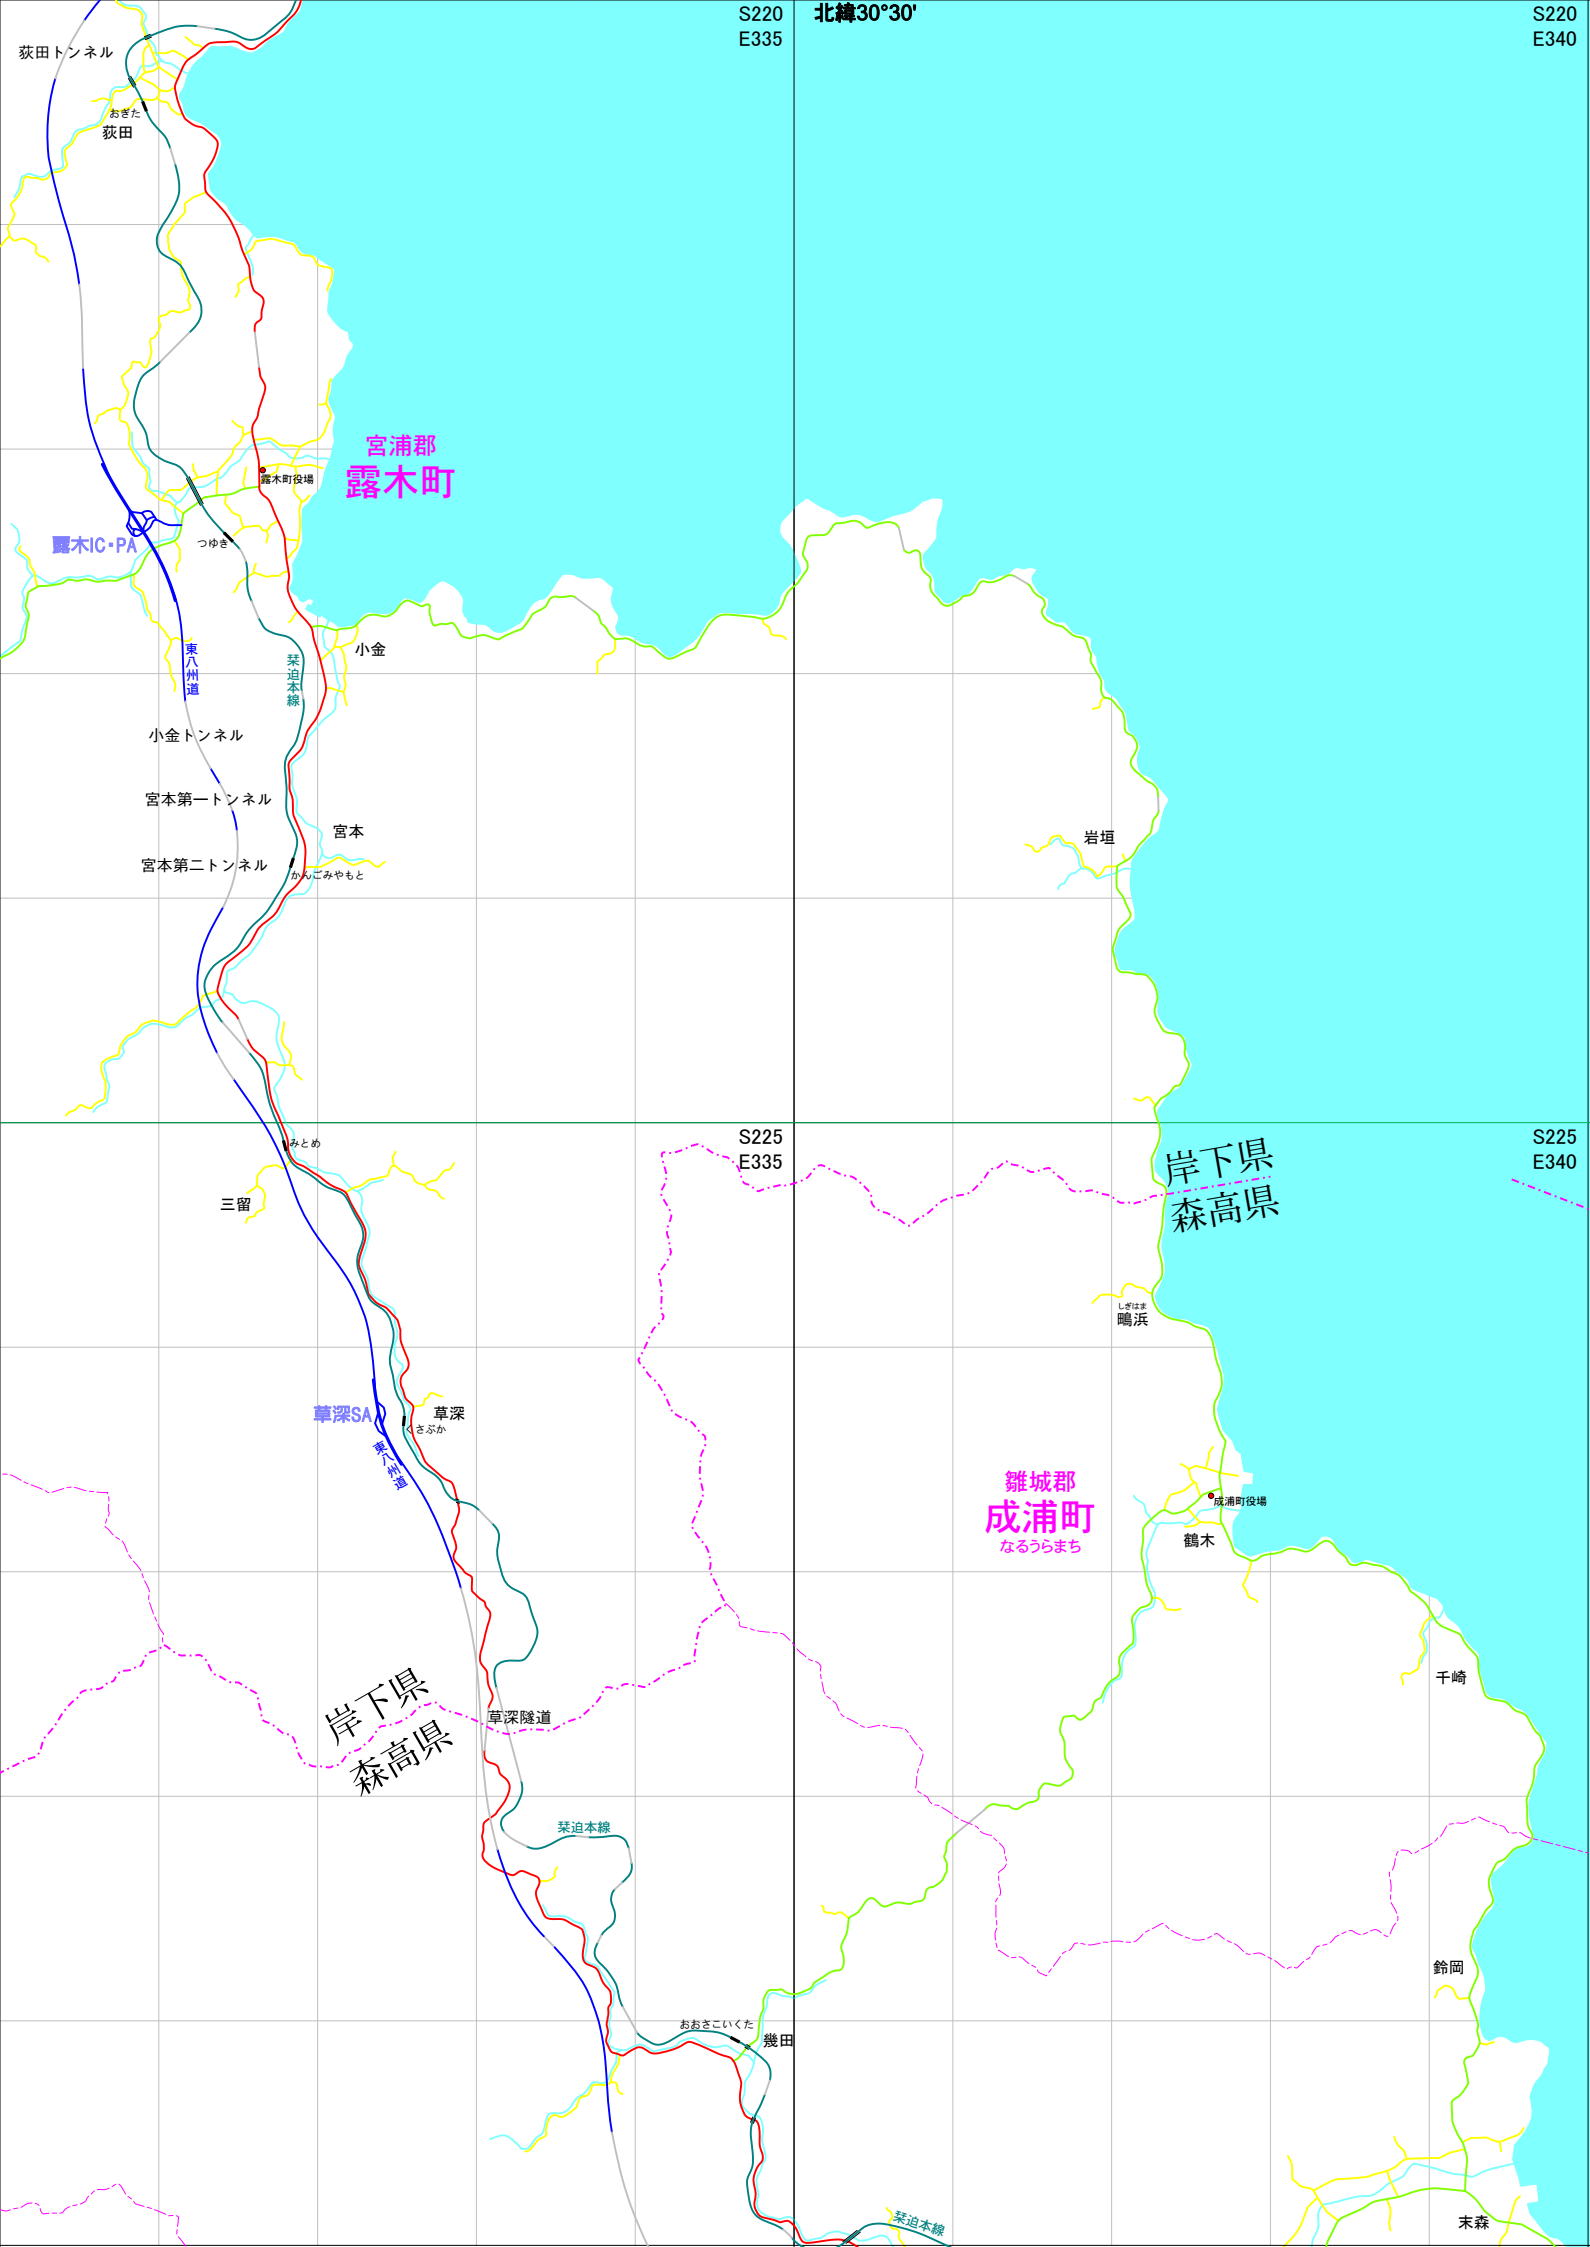 S220
E335
北緯30°30'
S220
E340
荻田トンネル
おぎた
荻田
宮浦郡
露木町
露木町役場
露木IC・PA
つゆき
小金
東八州道
栞迫本線
小金トンネル
宮本第一トンネル
宮本
宮本第二トンネル
かんごみやもと
岩垣
S225
E335
S225
E340
みとめ
三留
岸下県
森高県
しぎはま
鴫浜
草深SA
草深
くさぶか
東八州道
雛城郡
成浦町
なるうらまち
成浦町役場
鶴木
千崎
岸下県
森高県
草深隧道
栞迫本線
鈴岡
おおさこいくた
幾田
栞迫本線
末森